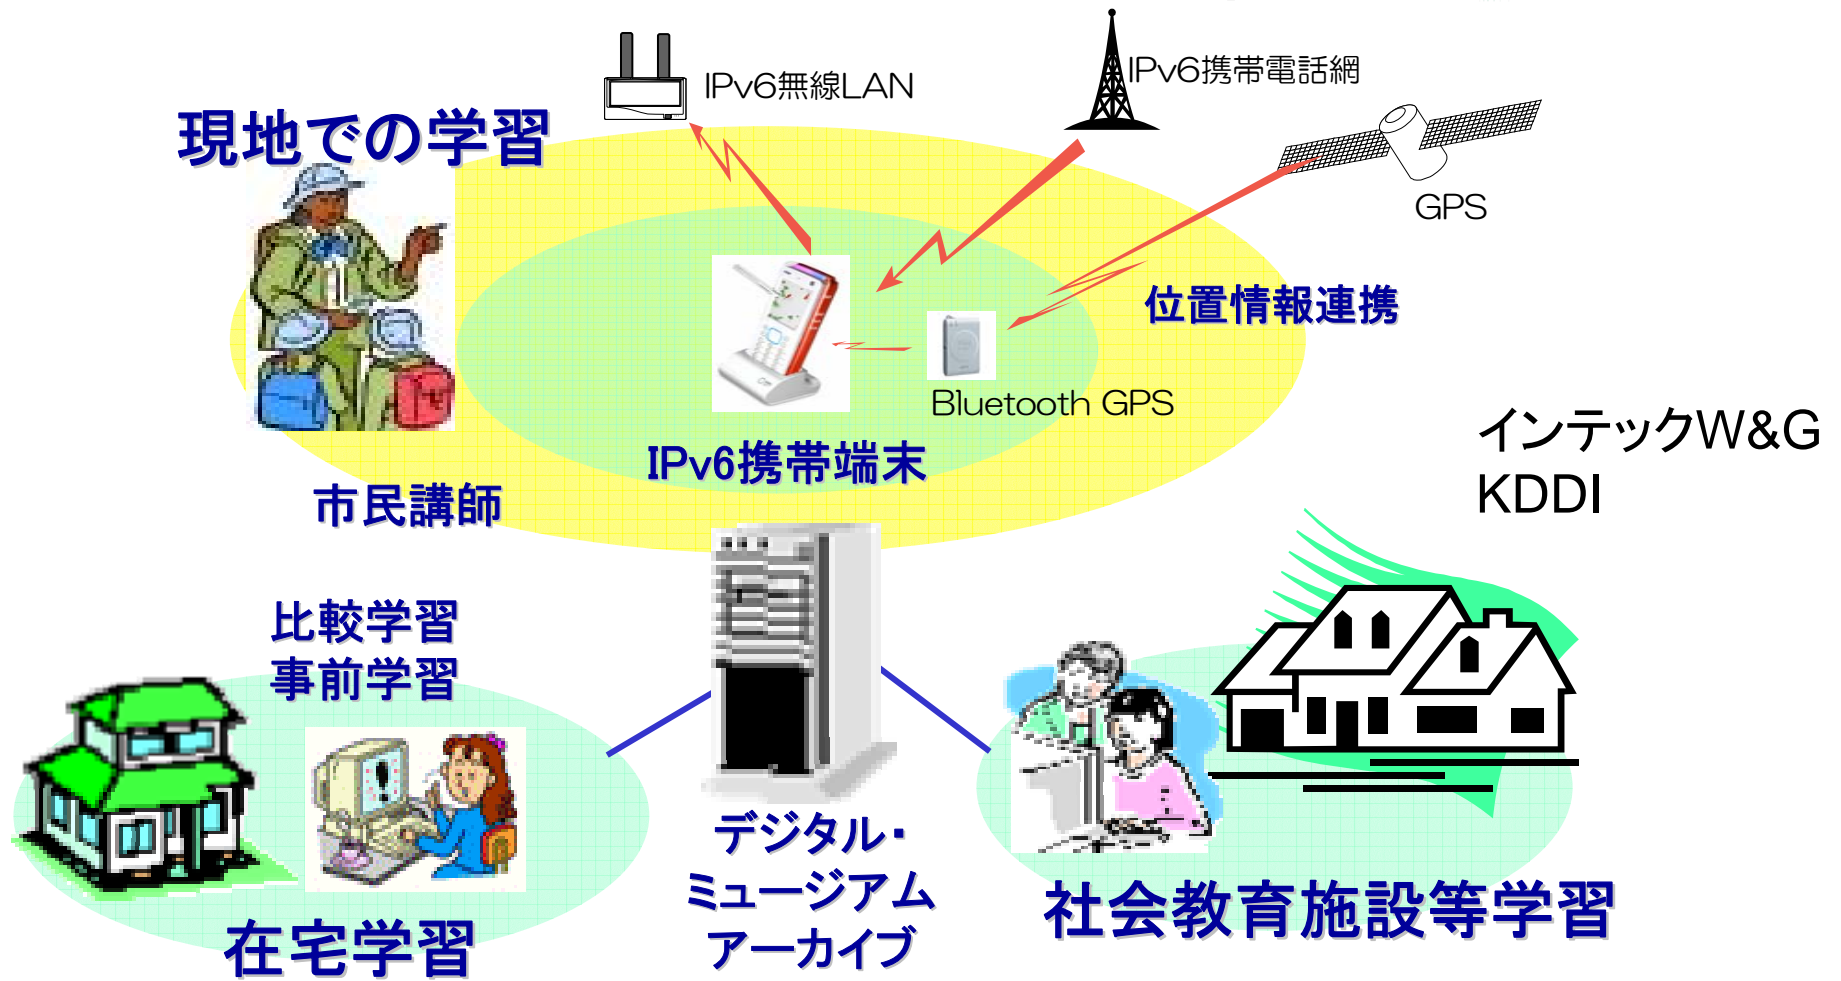 IPv6無線LAN
IPv6携帯電話網
現地での学習
GPS
位置情報連携
Bluetooth GPS
IPv6携帯端末
インテックW&G
KDDI
市民講師
比較学習
事前学習
デジタル・
ミュージアム
アーカイブ
社会教育施設等学習
在宅学習